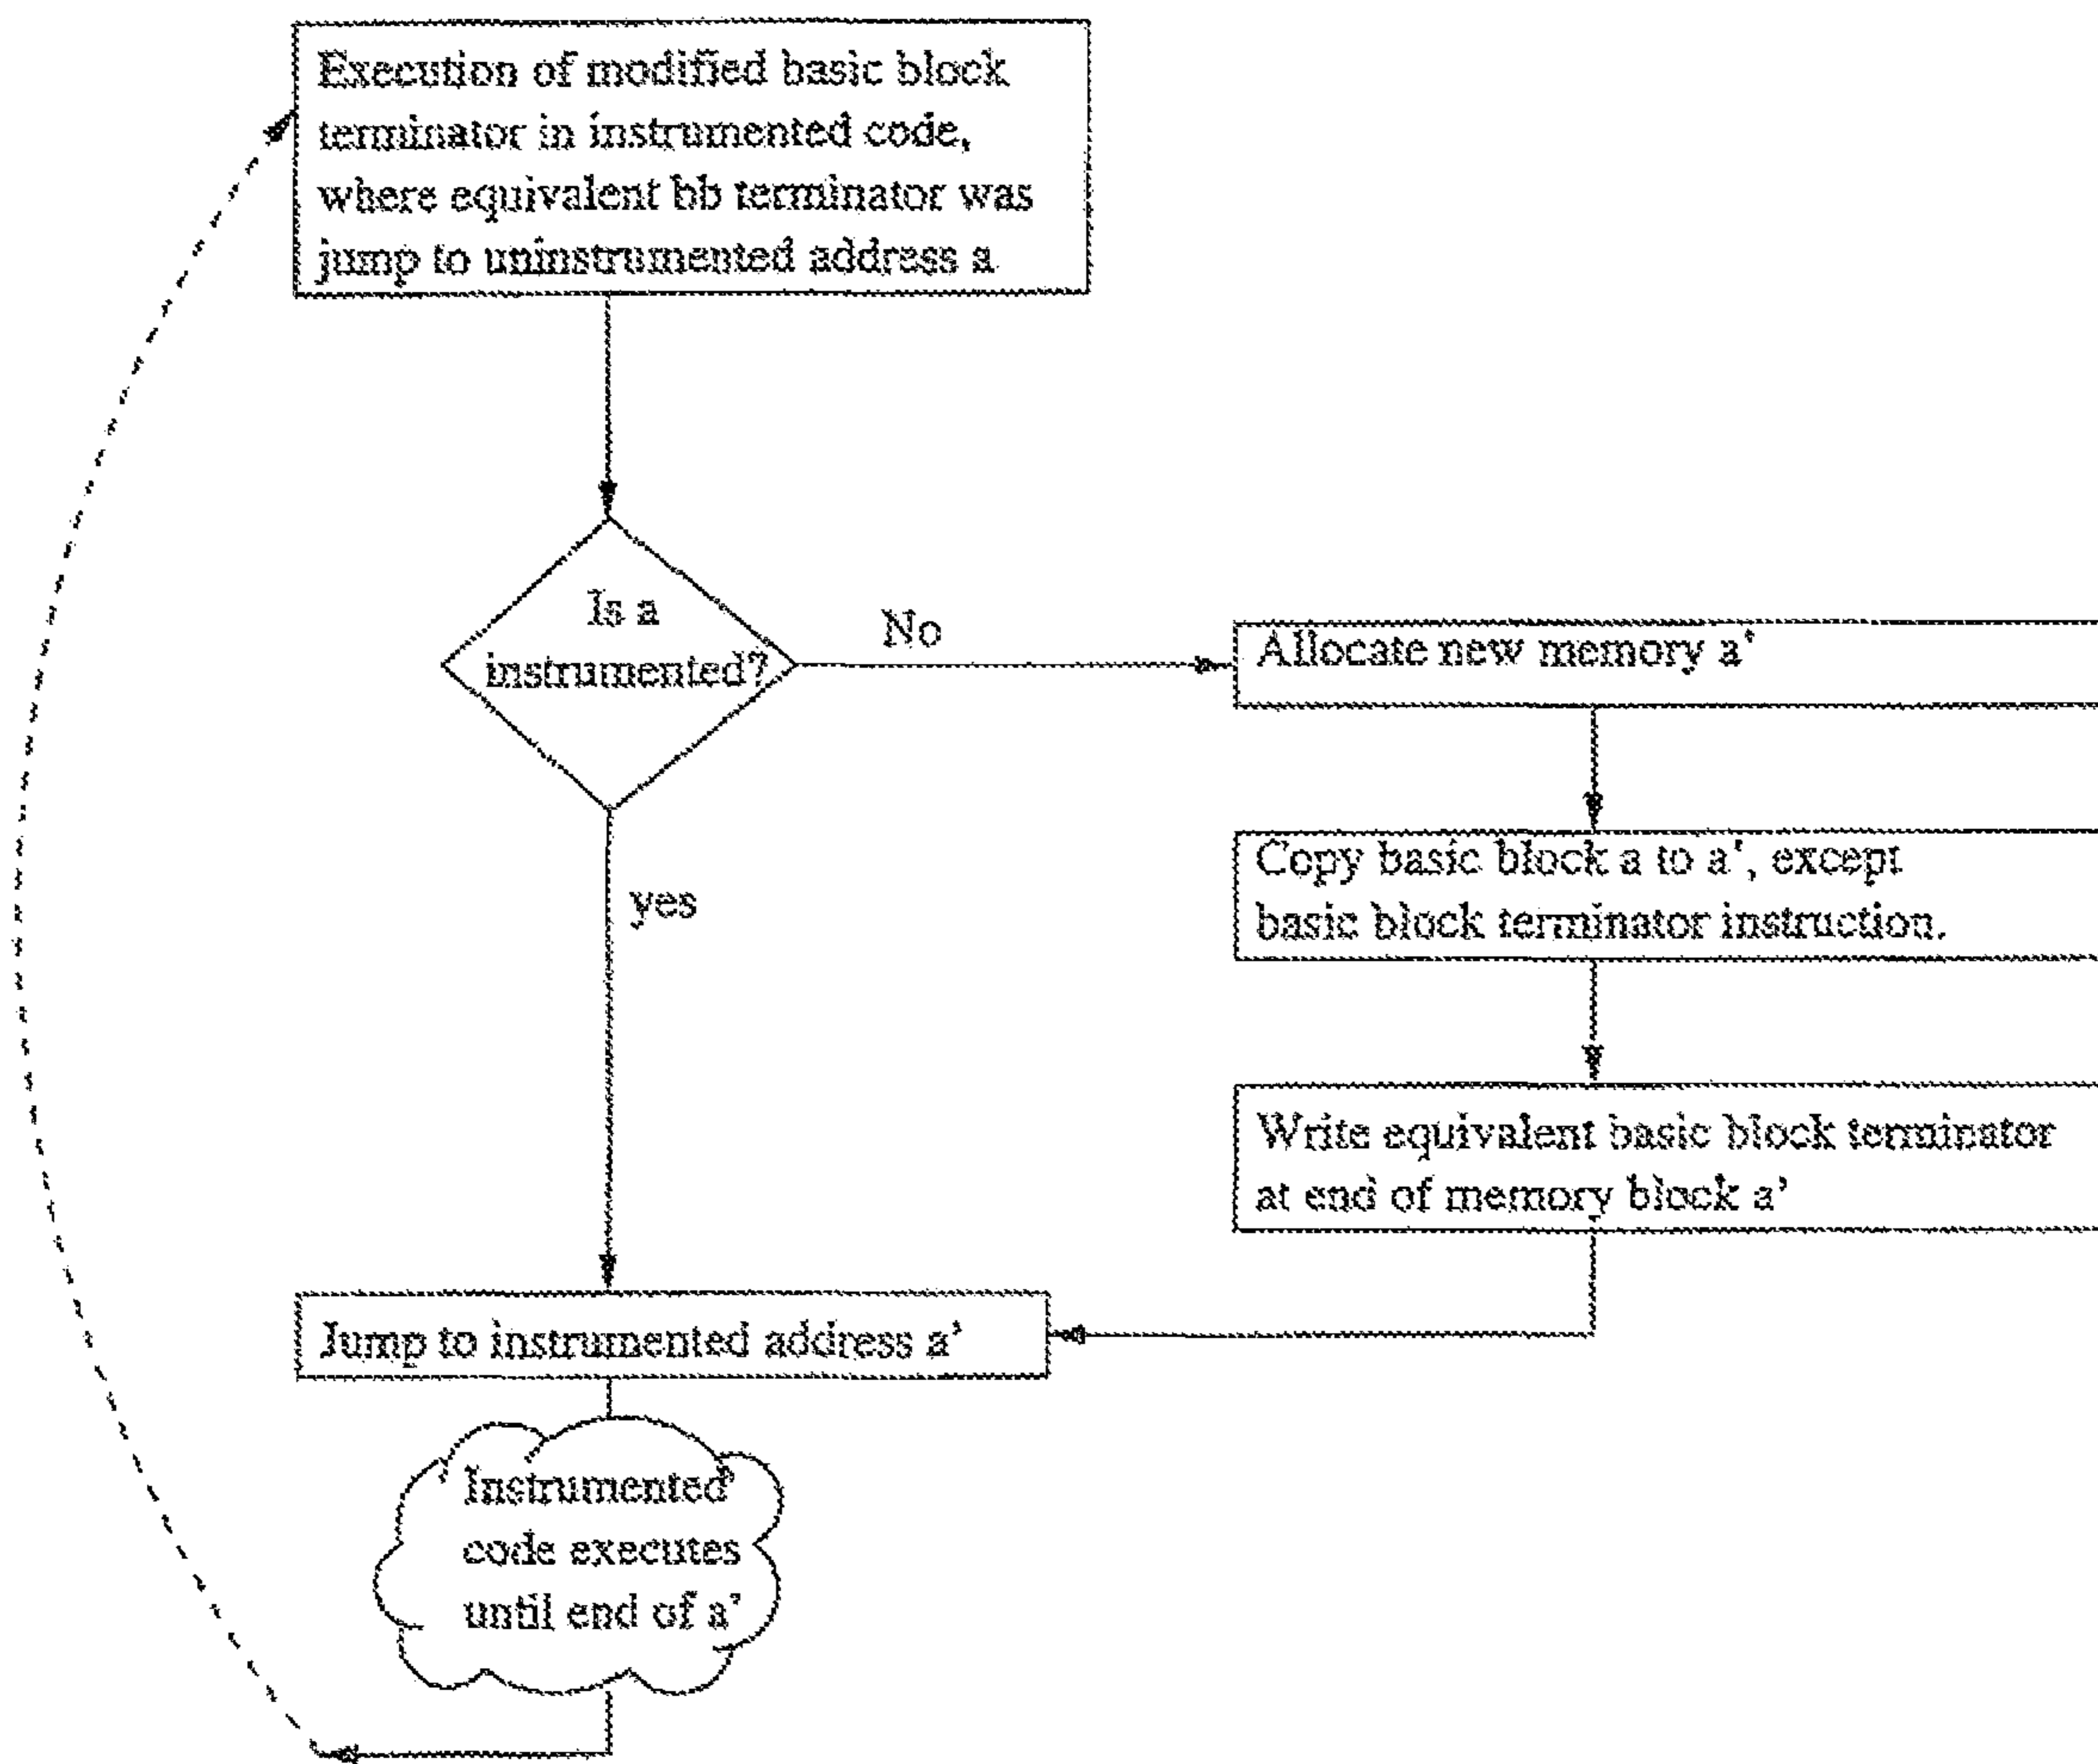 Execution of modified basic block
terminator in instrumented code,
where equivalent bb terminator was
jump to uninstrumented address a
Is a
instrumented?
No
Allocate new memory a'
Copy basic block a to a', except
basic block terminator instruction.
yes
Write equivalent basic block terminator
at end of memory block a'
Jump to instrumented address a'
Instrumented
code executes
until end of a'